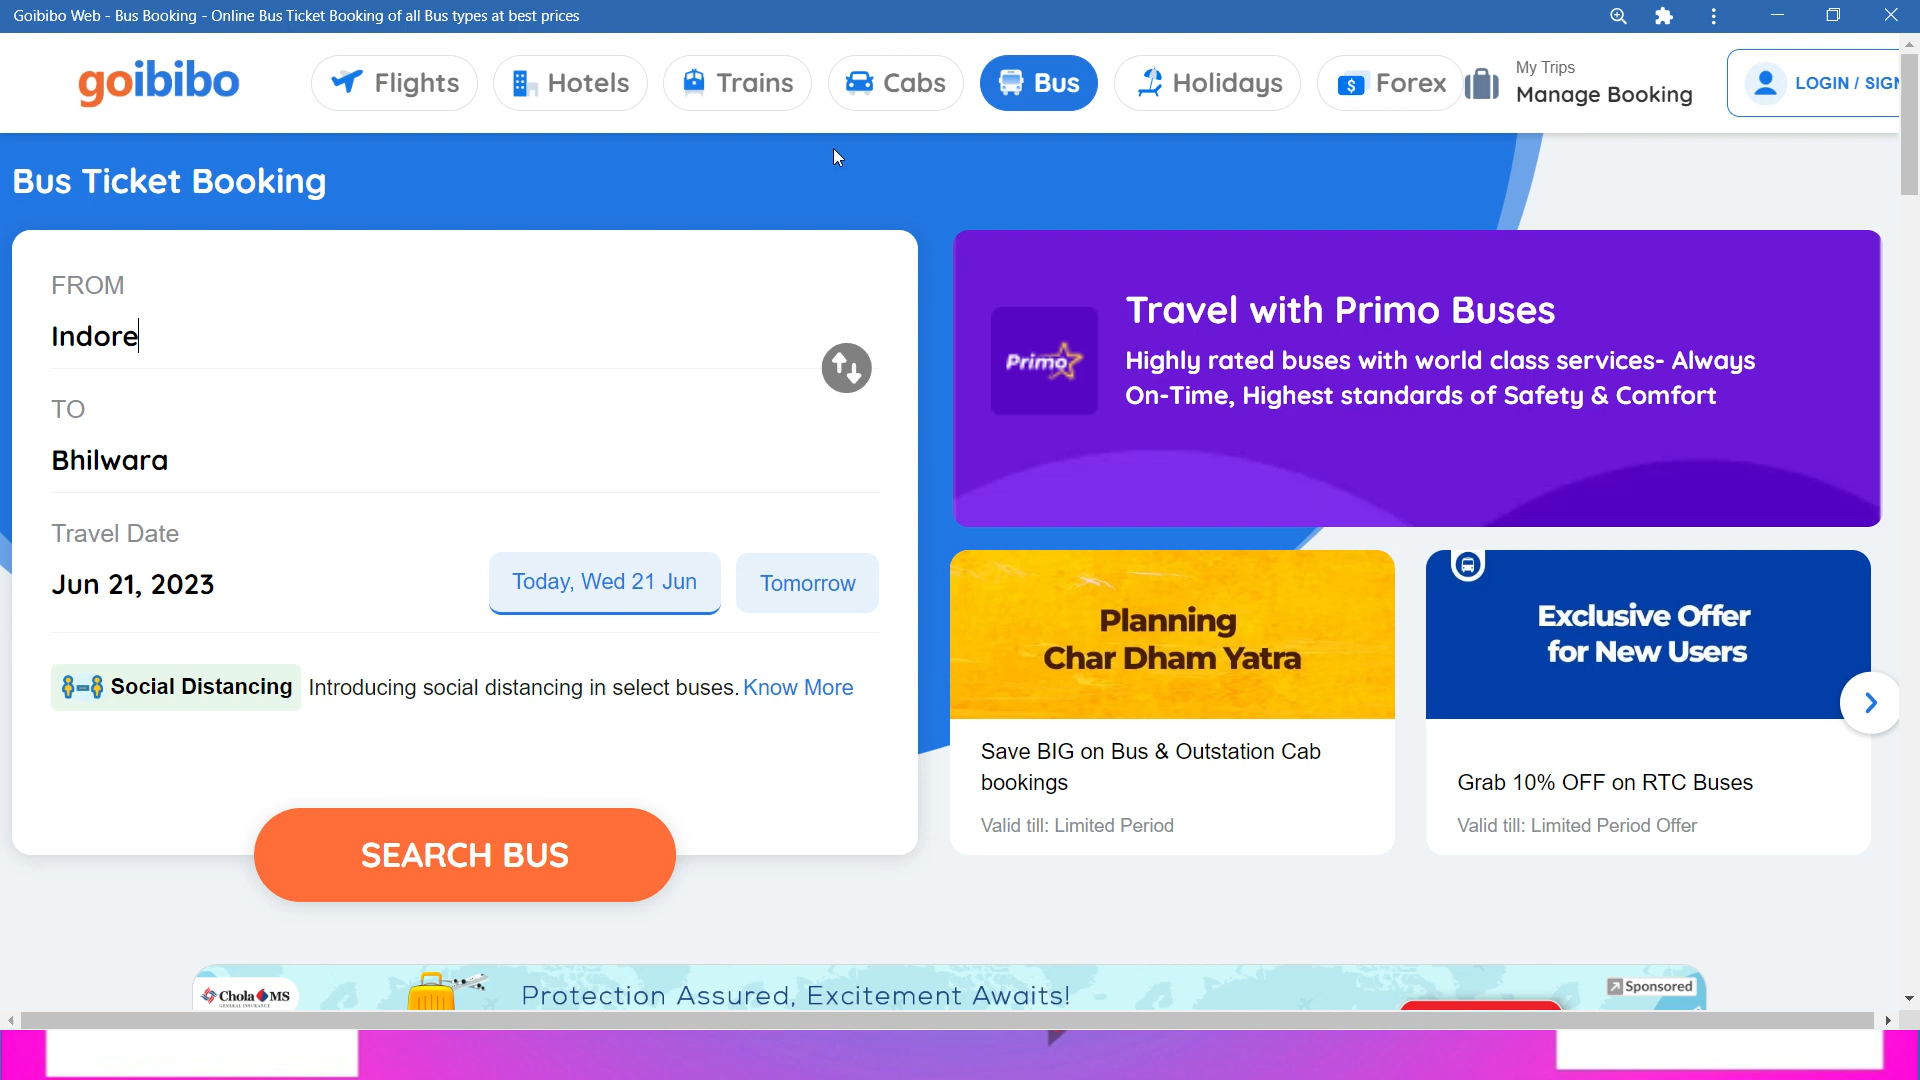 Goibibo Web - Bus Booking - Online Bus Ticket Booking of all Bus types at best prices
goibibo
Flights
Hotels
Trains
Cabs
Bus
Holidays
Forex
My Trips
Manage Booking
LOGIN / SIGN
Bus Ticket Booking
FROM
Indore
TO
Bhilwara
Travel Date
Jun 21, 2023
Today, Wed 21 Jun
Tomorrow
Social Distancing Introducing social distancing in select buses. Know More
SEARCH BUS
Primo
Travel with Primo Buses
Highly rated buses with world class services- Always
On-Time, Highest standards of Safety & Comfort
Planning
Char Dham Yatra
Save BIG on Bus & Outstation Cab
bookings
Valid till: Limited Period
Exclusive Offer
for New Users
Grab 10% OFF on RTC Buses
Valid till: Limited Period Offer
Chola MS
GENERAL INSURANCE
Protection Assured, Excitement Awaits!
Sponsored